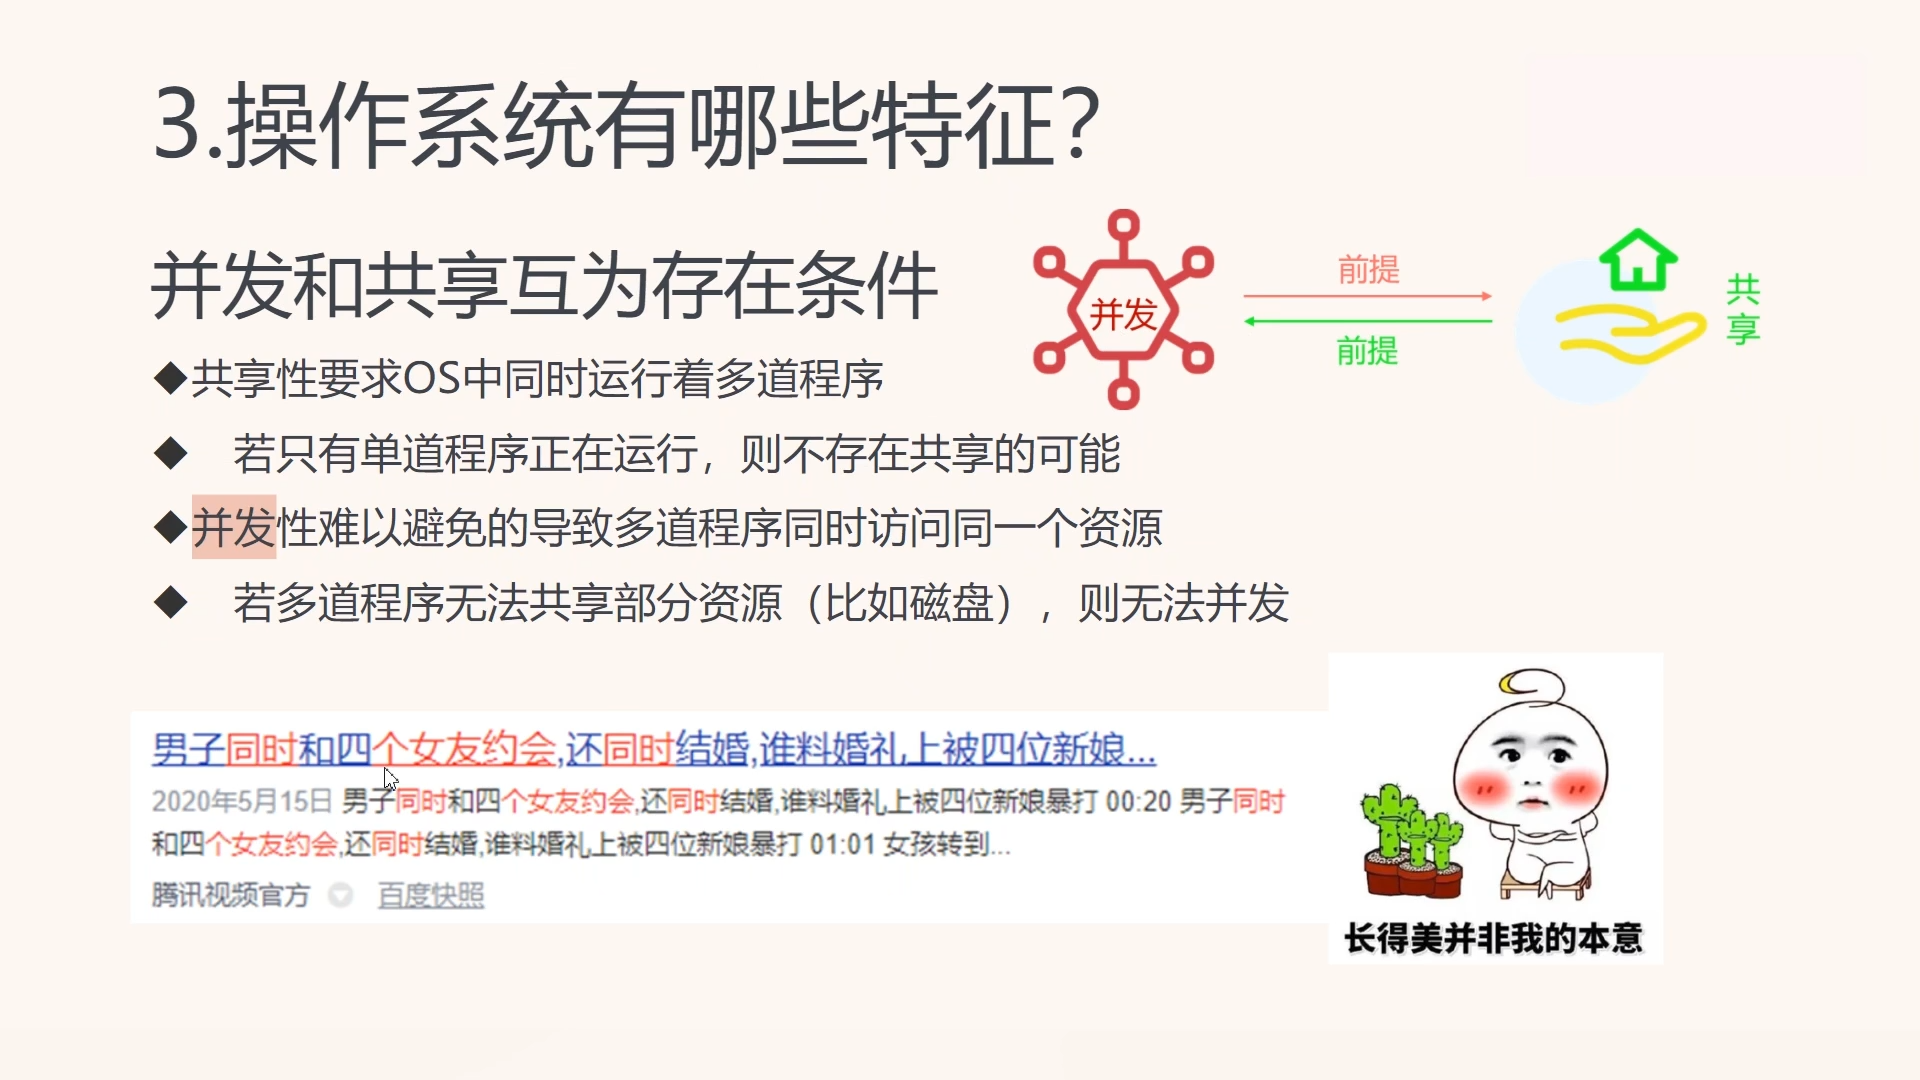 3.操作系统有哪些特征？
并发和共享互为存在条件
并发
前提
前提
共享
◆共享性要求OS中同时运行着多道程序
◆ 若只有单道程序正在运行，则不存在共享的可能
◆并发性难以避免的导致多道程序同时访问同一个资源
◆ 若多道程序无法共享部分资源（比如磁盘），则无法并发
男子同时和四个女友约会,还同时结婚,谁料婚礼上被四位新娘...
2020年5月15日 男子同时和四个女友约会,还同时结婚,谁料婚礼上被四位新娘暴打 00:20 男子同时
和四个女友约会,还同时结婚,谁料婚礼上被四位新娘暴打 01:01 女孩转到...
腾讯视频官方 百度快照
长得美并非我的本意